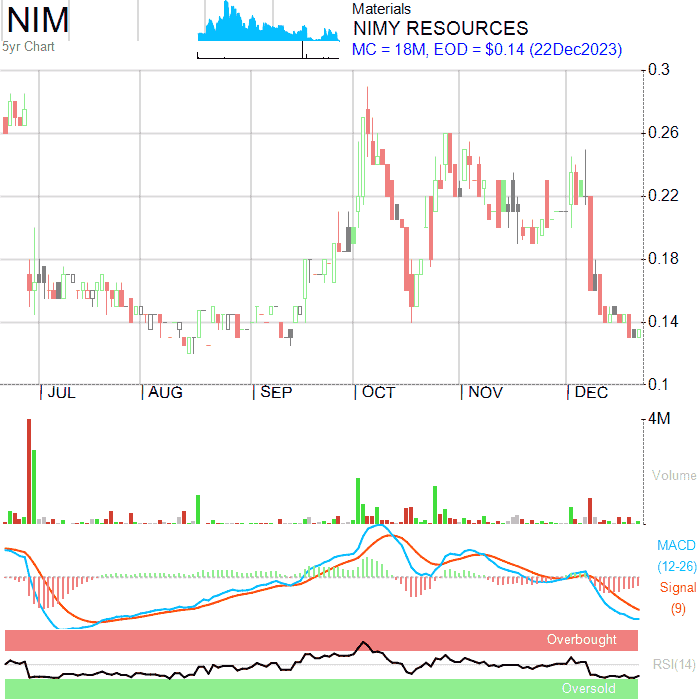 NIM
5yr Chart
Materials
NIMY RESOURCES
MC = 18M, EOD = $0.14 (22Dec2023)
0.3
0.26
0.22
0.18
0.14
0.1
JUL AUG SEP OCT NOV DEC
4M
Volume
MACD
(12-26)
Signal
(9)
Overbought
RSI(14)
Oversold